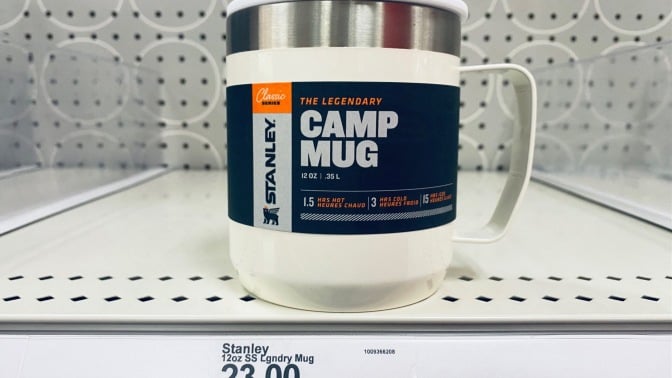 Classic
SERIES
STANLEY
THE LEGENDARY
CAMP
MUG
12 OZ | .35 L
1.5 HRS HOT
HEURES CHAUD
3 HRS COLD
HEURES FROID
15
Stanley
12oz SS Lgndry Mug
1009366208
23.00